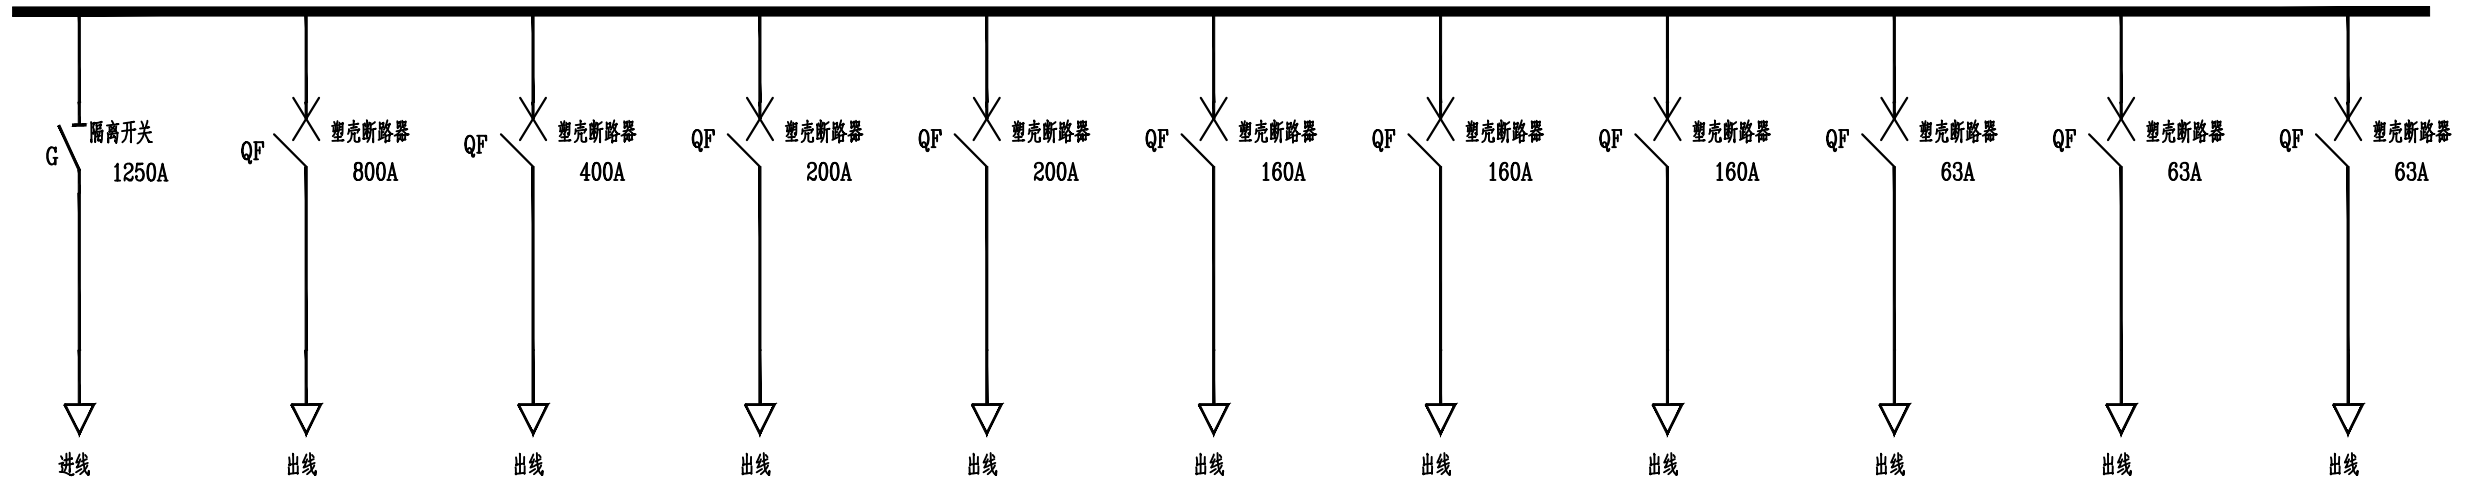 G 隔离开关 1250A 进线
QF 塑壳断路器 800A 出线
QF 塑壳断路器 400A 出线
QF 塑壳断路器 200A 出线
QF 塑壳断路器 200A 出线
QF 塑壳断路器 160A 出线
QF 塑壳断路器 160A 出线
QF 塑壳断路器 160A 出线
QF 塑壳断路器 63A 出线
QF 塑壳断路器 63A 出线
QF 塑壳断路器 63A 出线